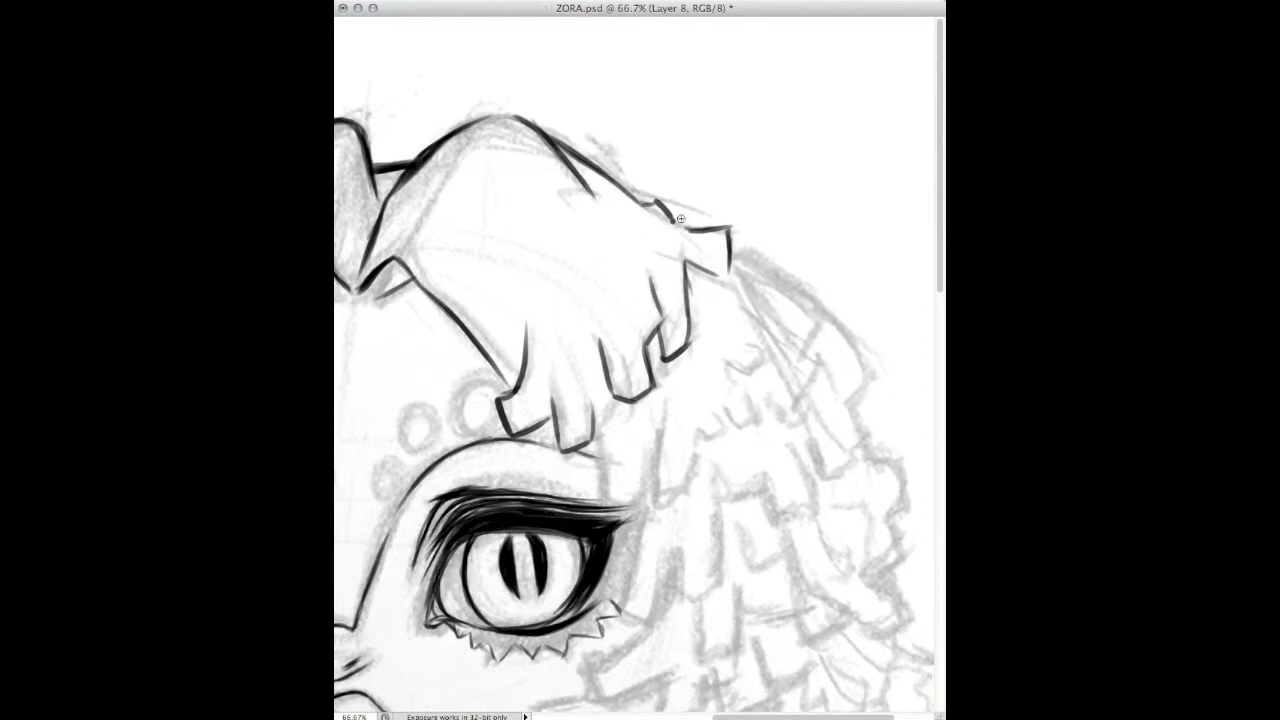 ZORA.psd @ 66.7% (Layer 8, RGB/8) *
66.67% Exposure works in 32-bit only